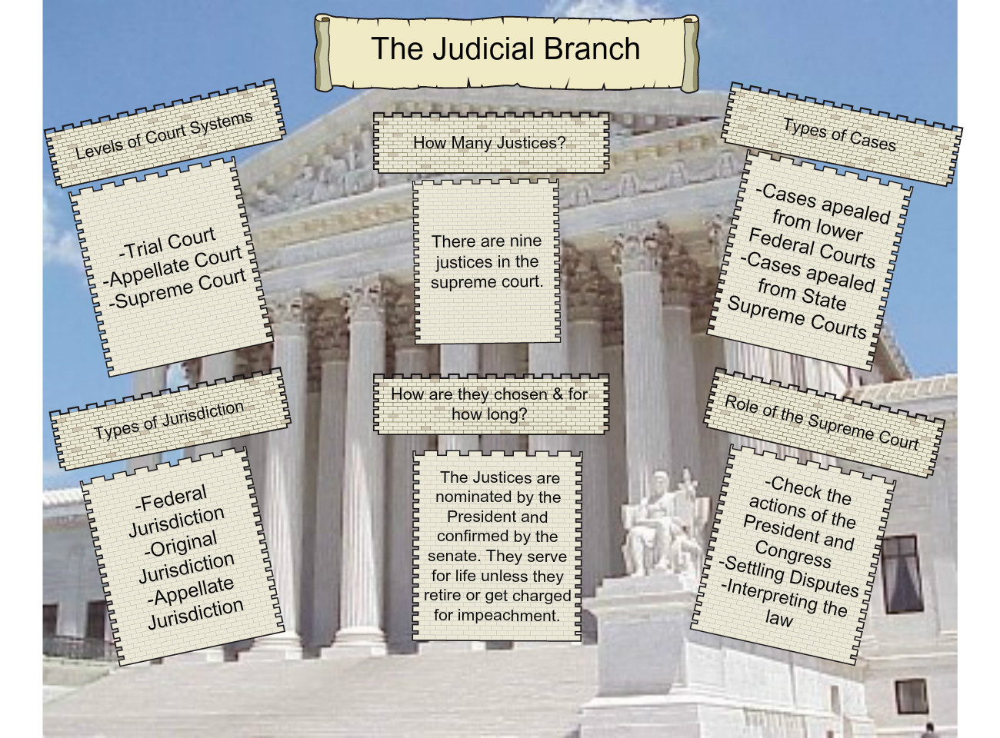 The Judicial Branch
Levels of Court Systems
-Trial Court
-Appellate Court
-Supreme Court
How Many Justices?
There are nine
justices in the
supreme court.
Types of Cases
-Cases apealed
from lower
Federal Courts
-Cases apealed
from State
Supreme Courts
Types of Jurisdiction
-Federal
Jurisdiction
-Original
Jurisdiction
-Appellate
Jurisdiction
How are they chosen & for
how long?
The Justices are
nominated by the
President and
confirmed by the
senate. They serve
for life unless they
retire or get charged
for impeachment.
Role of the Supreme Court
-Check the
actions of the
President and
Congress
-Settling Disputes
-Interpreting the
law